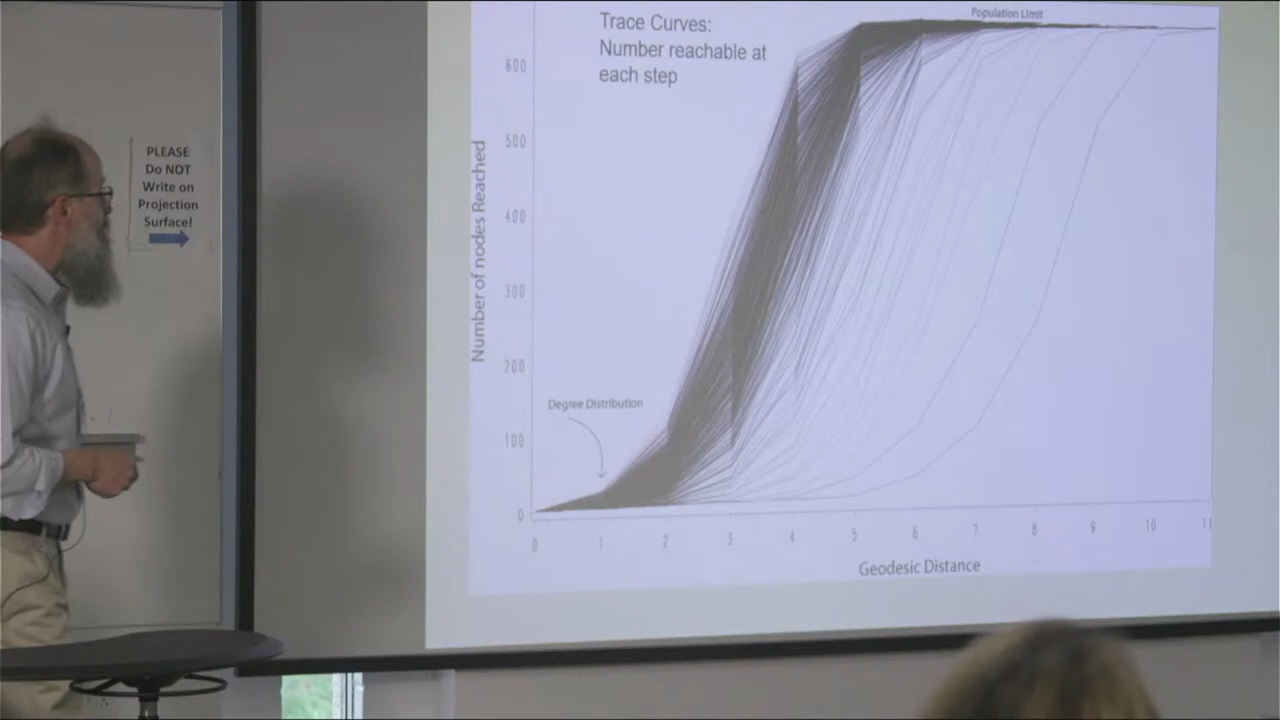 PLEASE
Do NOT
Write on
Projection
Surface!
Trace Curves:
Number reachable at
each step
Population Limit
Number of nodes Reached
600
500
400
300
200
100
0
Degree Distribution
0 1 2 3 4 5 6 7 8 9 10 11
Geodesic Distance